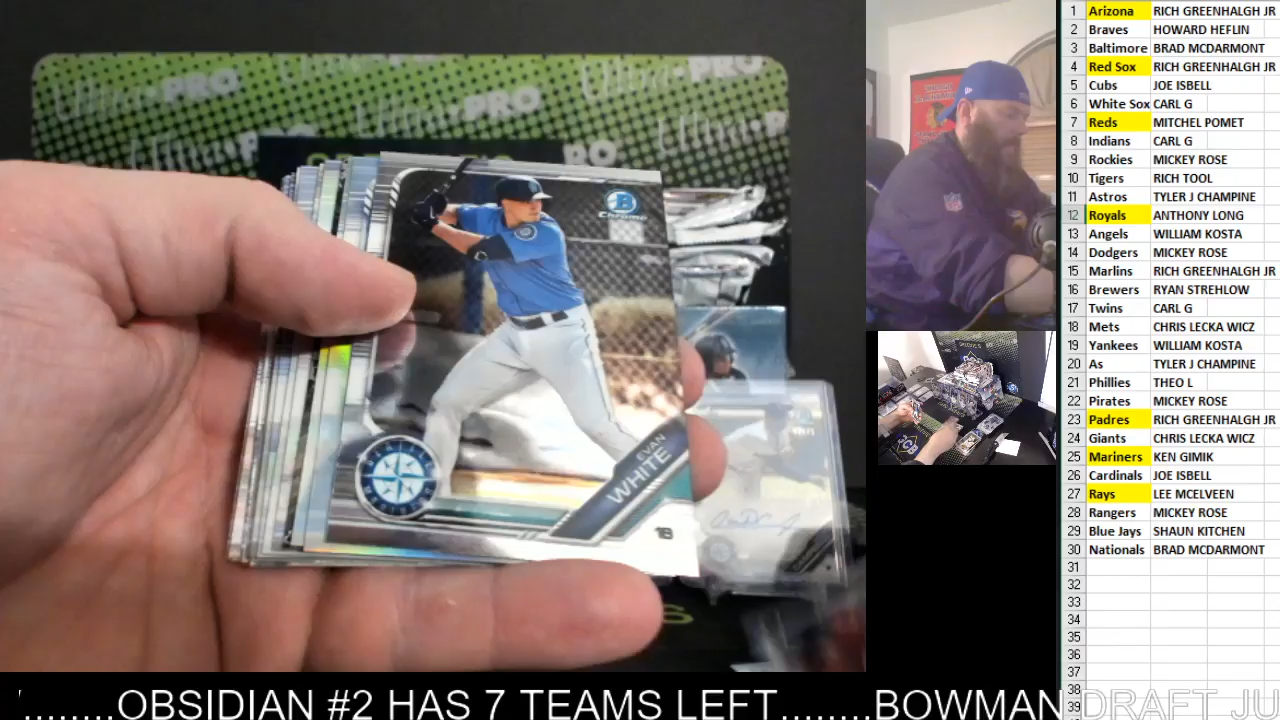 Ultra PRO
PRO
PRO
Chrome
SEATTLE
MARINERS
EVAN
WHITE
1B
1 Arizona RICH GREENHALGH JR
2 Braves HOWARD HEFLIN
3 Baltimore BRAD MCDARMONT
4 Red Sox RICH GREENHALGH JR
5 Cubs JOE ISBELL
6 White Sox CARL G
7 Reds MITCHEL POMET
8 Indians CARL G
9 Rockies MICKEY ROSE
10 Tigers RICH TOOL
11 Astros TYLER J CHAMPINE
12 Royals ANTHONY LONG
13 Angels WILLIAM KOSTA
14 Dodgers MICKEY ROSE
15 Marlins RICH GREENHALGH JR
16 Brewers RYAN STREHLOW
17 Twins CARL G
18 Mets CHRIS LECKA WICZ
19 Yankees WILLIAM KOSTA
20 As TYLER J CHAMPINE
21 Phillies THEO L
22 Pirates MICKEY ROSE
23 Padres RICH GREENHALGH JR
24 Giants CHRIS LECKA WICZ
25 Mariners KEN GIMIK
26 Cardinals JOE ISBELL
27 Rays LEE MCELVEEN
28 Rangers MICKEY ROSE
29 Blue Jays SHAUN KITCHEN
30 Nationals BRAD MCDARMONT
31
32
33
34
35
36
37
38
39
........OBSIDIAN #2 HAS 7 TEAMS LEFT........BOWMAN DRAFT JU